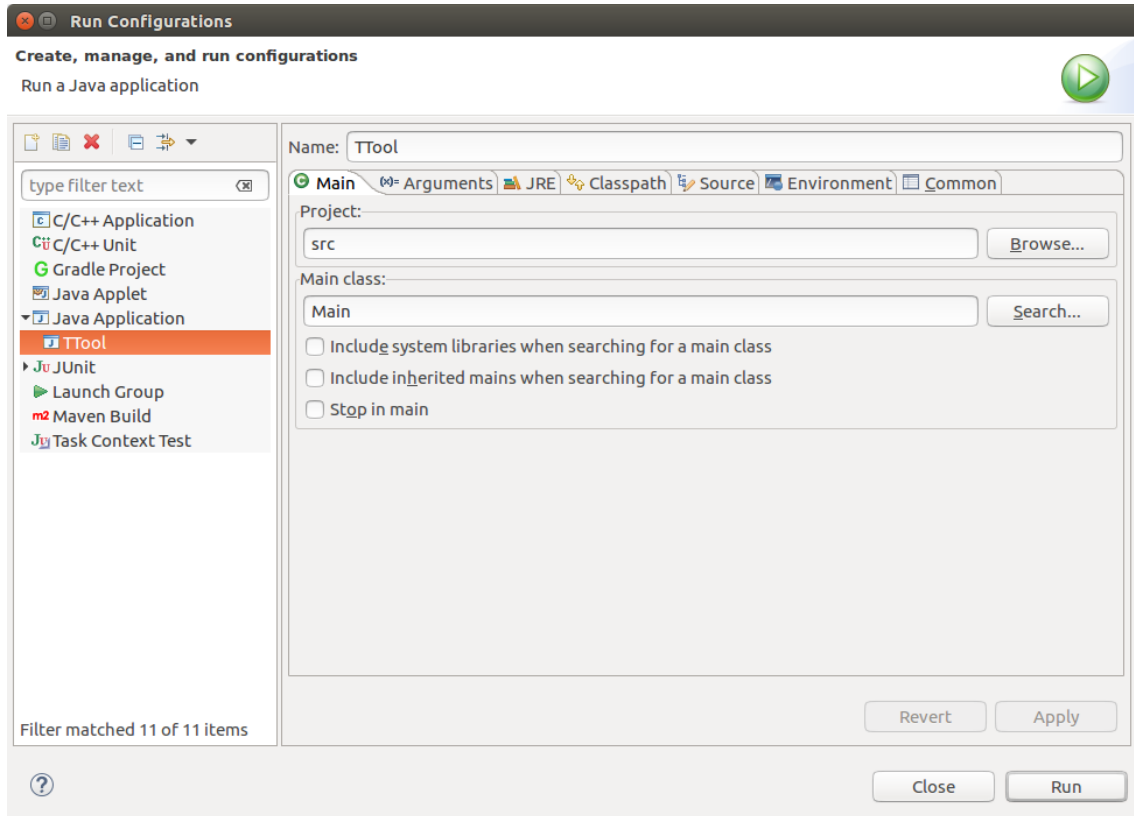 Run Configurations
Create, manage, and run configurations
Run a Java application
type filter text
C/C++ Application
C/C++ Unit
Gradle Project
Java Applet
Java Application
TTool
JUnit
Launch Group
m2 Maven Build
Task Context Test
Filter matched 11 of 11 items
Name: TTool
Main (x)= Arguments JRE Classpath Source Environment Common
Project:
src Browse...
Main class:
Main Search...
Include system libraries when searching for a main class
Include inherited mains when searching for a main class
Stop in main
Revert Apply
? Close Run